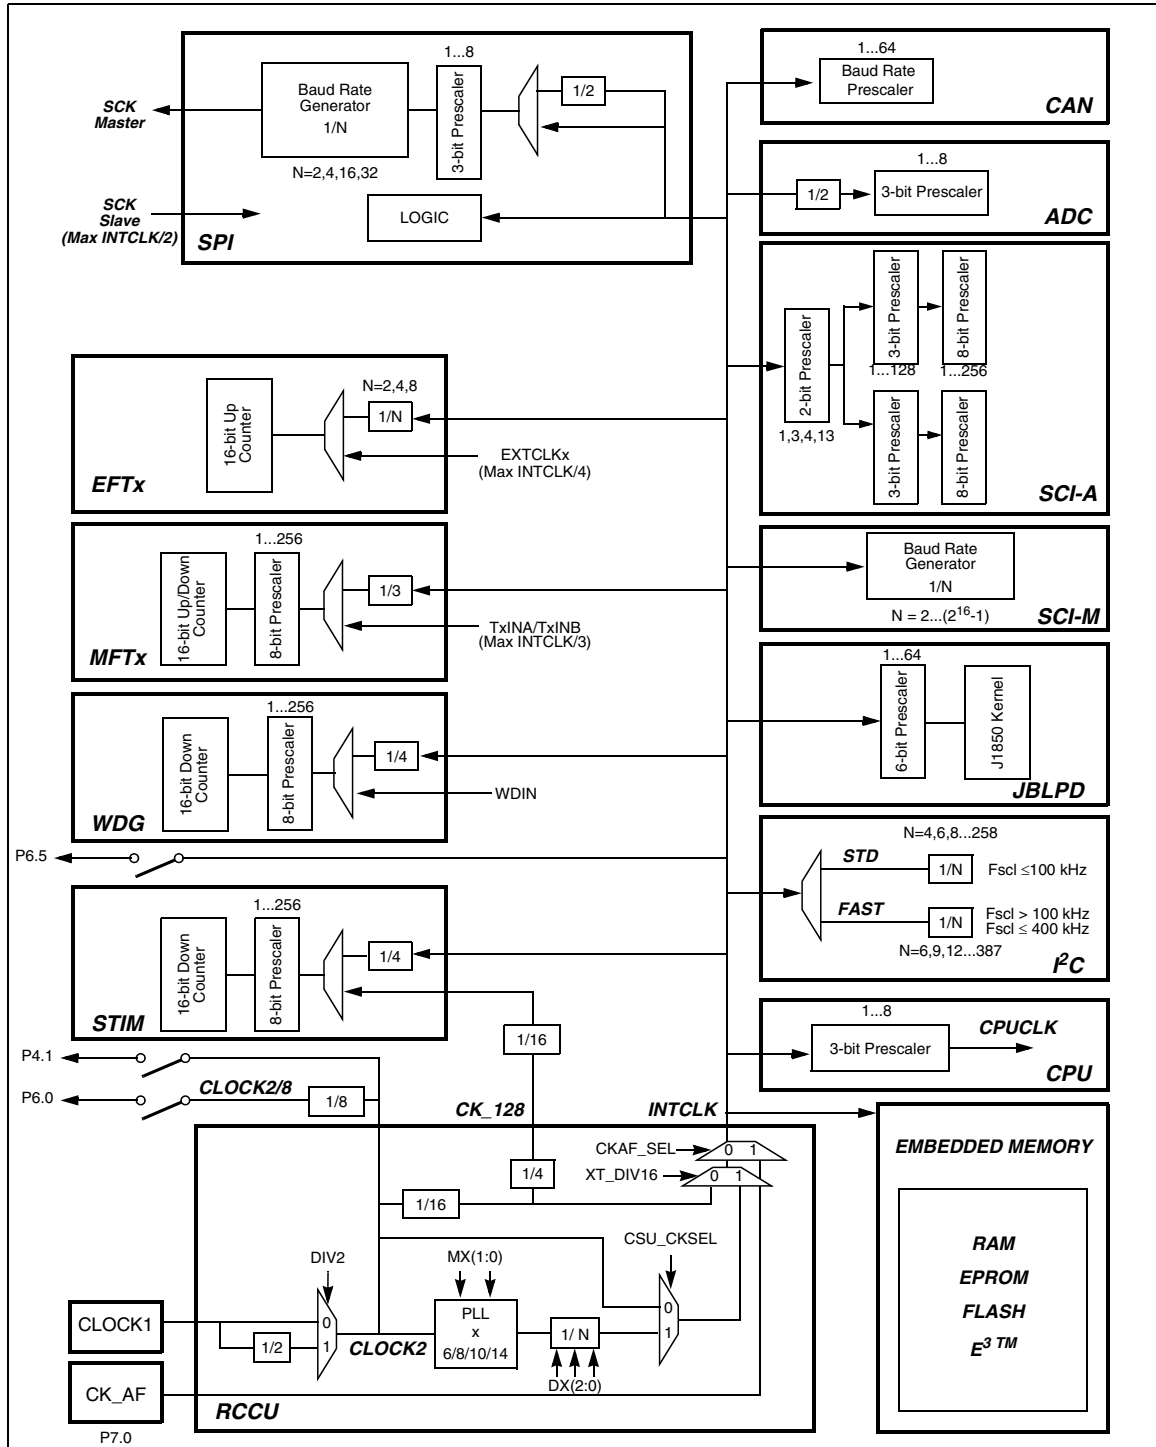 1...8
Baud Rate
Generator
1/N
3-bit Prescaler
1/2
SCK
Master
N=2,4,16,32
SCK
Slave
(Max INTCLK/2)
LOGIC
SPI
1...64
Baud Rate
Prescaler
CAN
1...8
1/2
3-bit Prescaler
ADC
2-bit Prescaler
1,3,4,13
3-bit Prescaler
8-bit Prescaler
1...128
1...256
3-bit Prescaler
8-bit Prescaler
SCI-A
16-bit Up
Counter
N=2,4,8
1/N
EXTCLKx
(Max INTCLK/4)
EFTx
1...256
16-bit Up/Down
Counter
8-bit Prescaler
1/3
TxINA/TxINB
(Max INTCLK/3)
MFTx
Baud Rate
Generator
1/N
N = 2...(2¹⁶-1)
SCI-M
1...64
6-bit Prescaler
J1850 Kernel
JBLPD
1...256
16-bit Down
Counter
8-bit Prescaler
1/4
WDIN
WDG
P6.5
N=4,6,8...258
STD
1/N
Fscl ≤100 kHz
FAST
1/N
Fscl > 100 kHz
Fscl ≤ 400 kHz
N=6,9,12...387
I²C
1...256
16-bit Down
Counter
8-bit Prescaler
1/4
STIM
1/16
1...8
3-bit Prescaler
CPUCLK
CPU
P4.1
P6.0
CLOCK2/8
1/8
CK_128
INTCLK
EMBEDDED MEMORY
RAM
EPROM
FLASH
E³ ™
CKAF_SEL
0 1
XT_DIV16
0 1
1/4
1/16
DIV2
MX(1:0)
CSU_CKSEL
CLOCK1
1/2
0
1
CLOCK2
PLL
x
6/8/10/14
1/ N
0
1
DX(2:0)
CK_AF
RCCU
P7.0